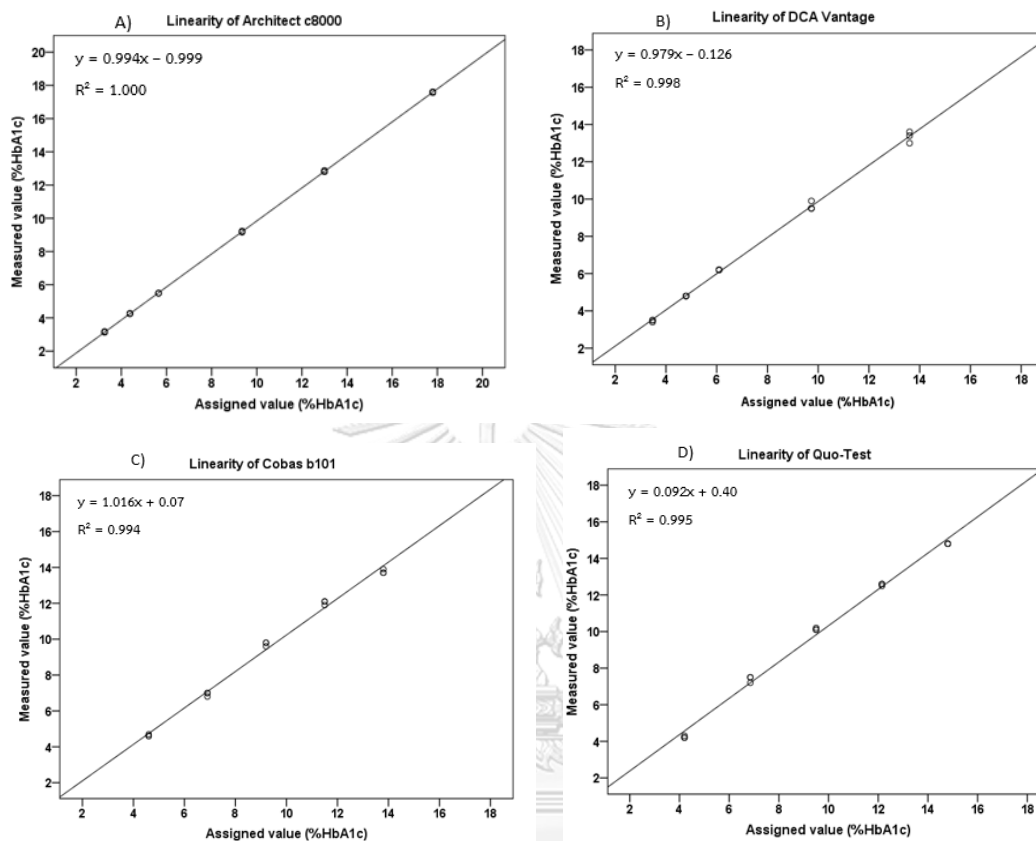 A)
Linearity of Architect c8000
y = 0.994x – 0.999
R² = 1.000
20
18
16
14
12
10
8
6
4
2
Measured value (%HbA1c)
2 4 6 8 10 12 14 16 18 20
Assigned value (%HbA1c)
B)
Linearity of DCA Vantage
y = 0.979x – 0.126
R² = 0.998
18
16
14
12
10
8
6
4
2
Measured value (%HbA1c)
2 4 6 8 10 12 14 16 18
Assigned value (%HbA1c)
C)
Linearity of Cobas b101
y = 1.016x + 0.07
R² = 0.994
18
16
14
12
10
8
6
4
2
Measured value (%HbA1c)
2 4 6 8 10 12 14 16 18
Assigned value (%HbA1c)
D)
Linearity of Quo-Test
y = 0.092x + 0.40
R² = 0.995
18
16
14
12
10
8
6
4
2
Measured value (%HbA1c)
2 4 6 8 10 12 14 16 18
Assigned value (%HbA1c)